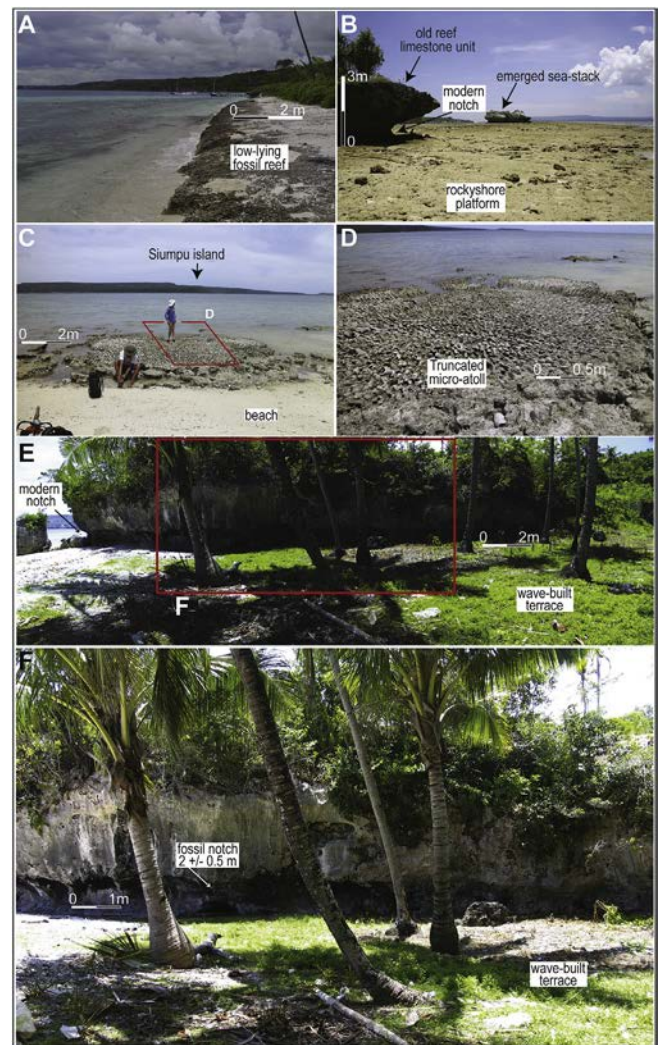 A
0 2 m
low-lying
fossil reef
B
old reef
limestone unit
emerged sea-stack
3m
modern
notch
0
rockyshore
platform
C
Siumpu island
D
0 2m
beach
D
Truncated
micro-atoll
0 0.5m
E
modern
notch
0 2m
F
wave-built
terrace
F
fossil notch
2 +/- 0.5 m
0 1m
wave-built
terrace